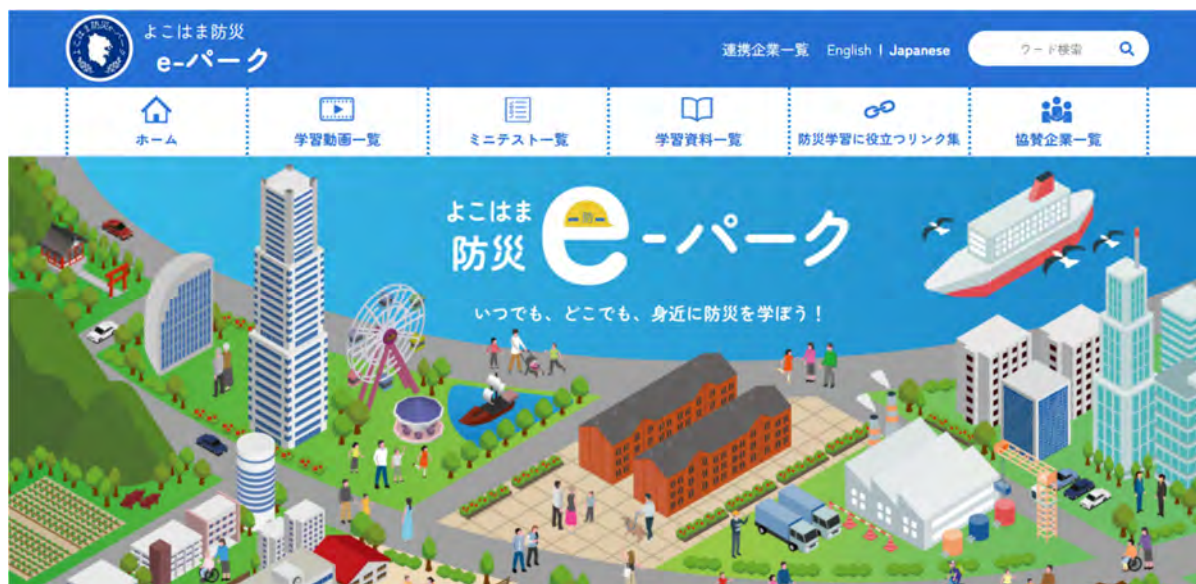 よこはま防災
e-パーク
連携企業一覧 English | Japanese
ワード検索
ホーム
学習動画一覧
ミニテスト一覧
学習資料一覧
防災学習に役立つリンク集
協賛企業一覧
よこはま
防災 e-パーク
いつでも、どこでも、身近に防災を学ぼう！